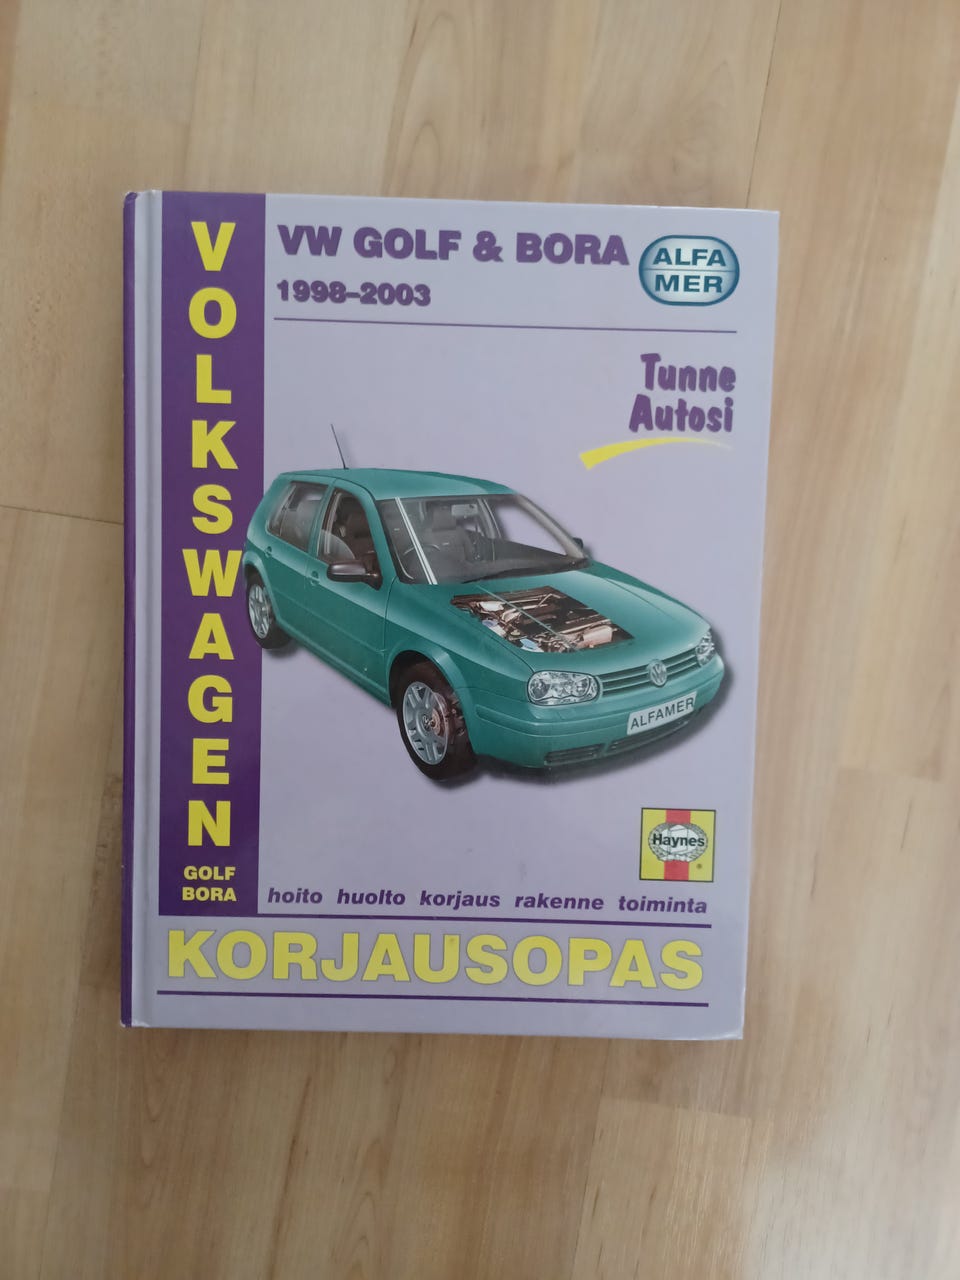 VOLKSWAGEN
GOLF
BORA
VW GOLF & BORA
1998–2003
ALFA
MER
Tunne
Autosi
ALFAMER
Haynes
hoito huolto korjaus rakenne toiminta
KORJAUSOPAS